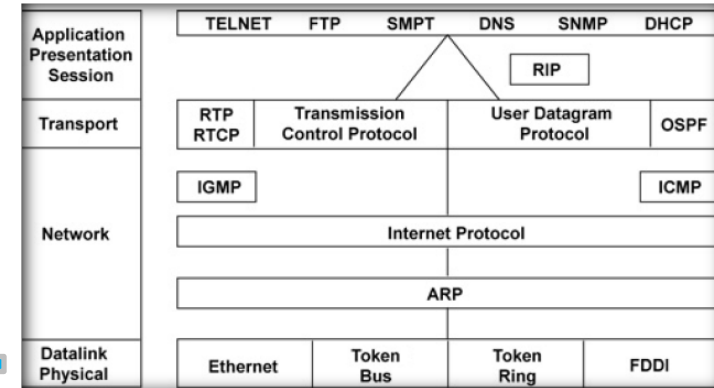 Application
Presentation
Session
TELNET FTP SMPT DNS SNMP DHCP
RIP
Transport
RTP
RTCP
Transmission
Control Protocol
User Datagram
Protocol
OSPF
Network
IGMP
ICMP
Internet Protocol
ARP
Datalink
Physical
Ethernet
Token
Bus
Token
Ring
FDDI